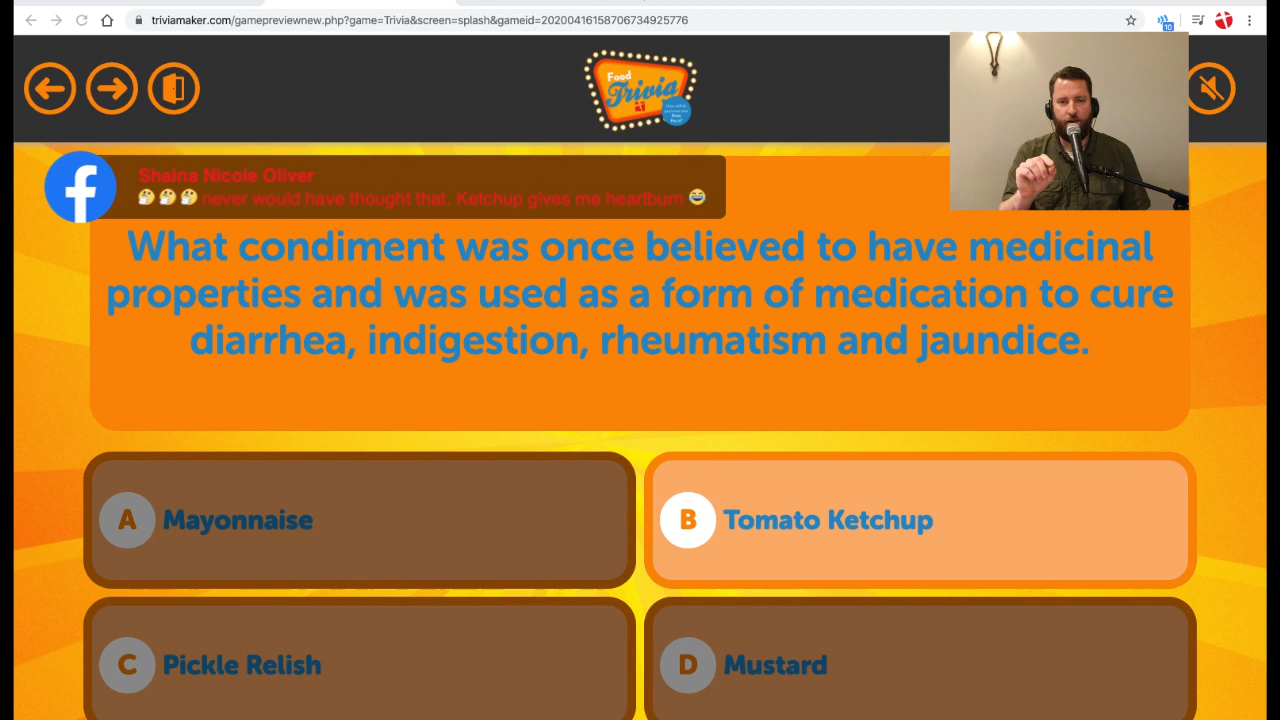 triviamaker.com/gamepreviewnew.php?game=Trivia&screen=splash&gameid=20200416158706734925776
10
Food
Trivia
Shaina Nicole Oliver
🤔🤔🤔 never would have thought that. Ketchup gives me heartburn 😂
What condiment was once believed to have medicinal
properties and was used as a form of medication to cure
diarrhea, indigestion, rheumatism and jaundice.
A Mayonnaise
B Tomato Ketchup
C Pickle Relish
D Mustard